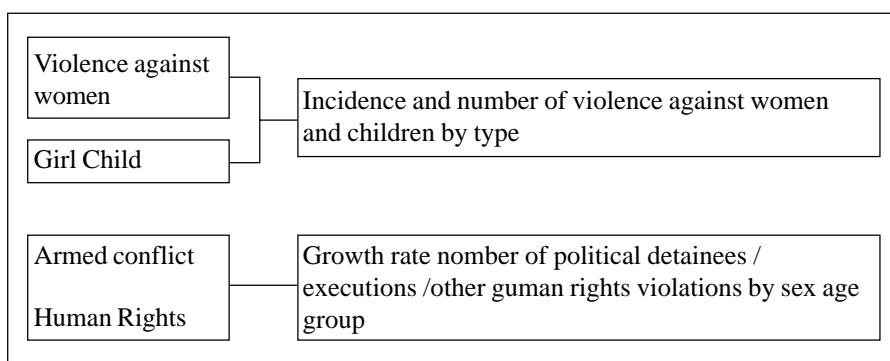 Violence against
women
Girl Child
Incidence and number of violence against women
and children by type
Armed conflict
Human Rights
Growth rate nomber of political detainees /
executions /other guman rights violations by sex age
group